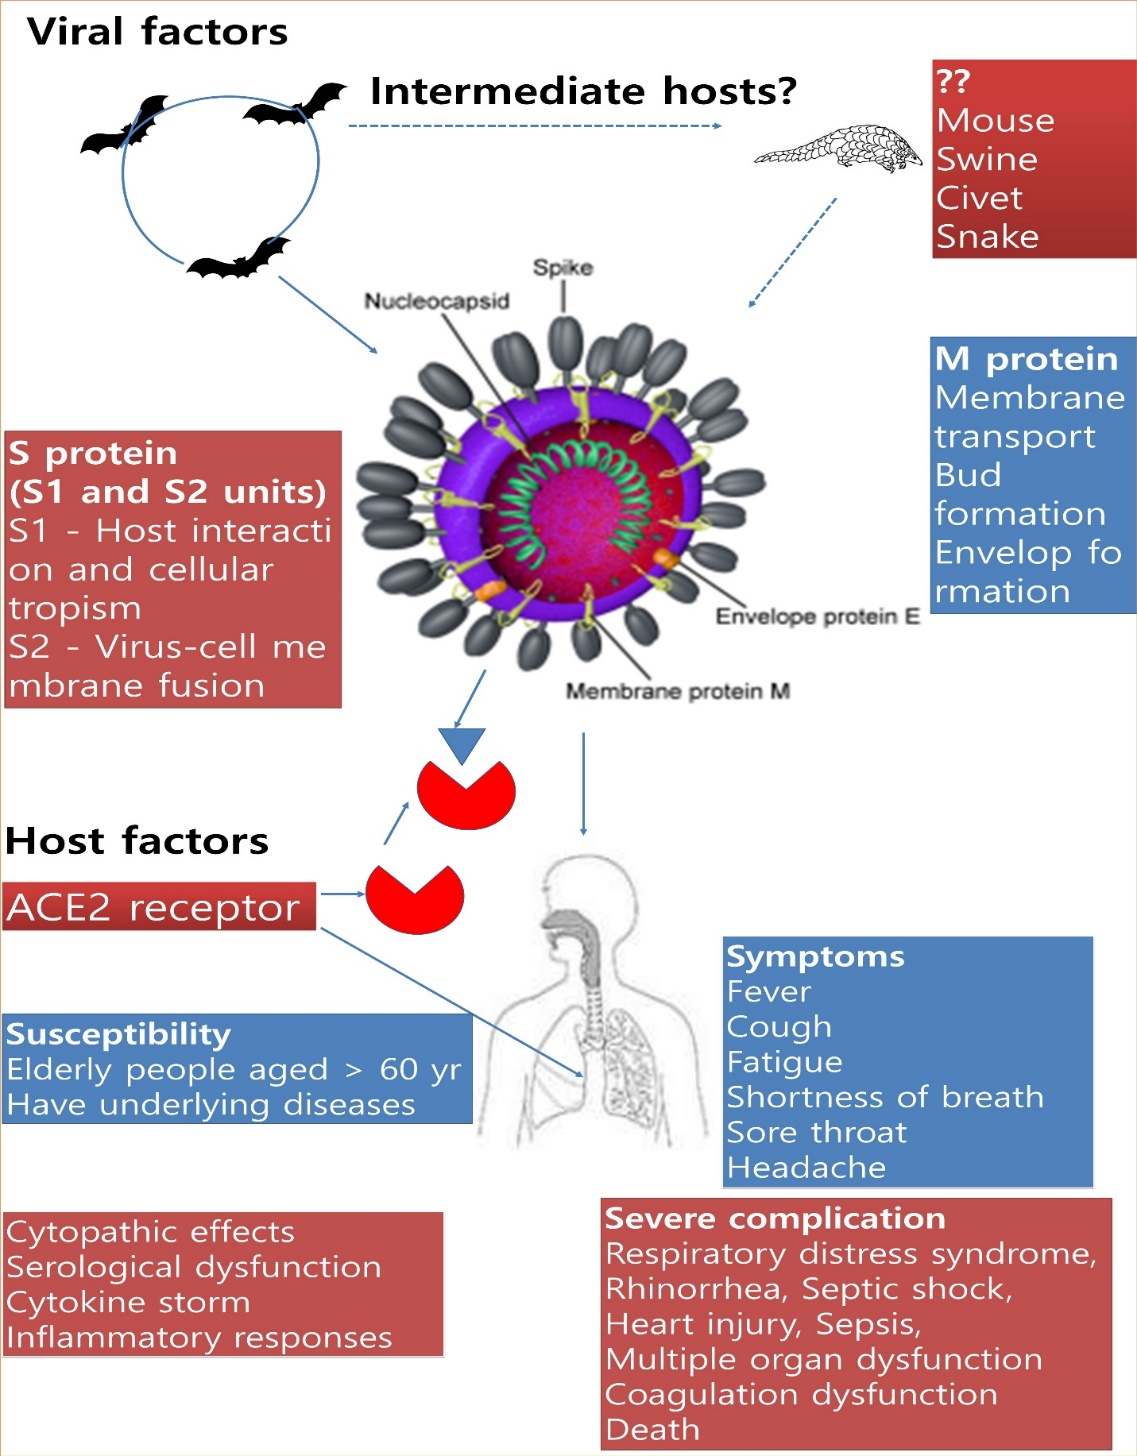 Viral factors
Intermediate hosts?
??
Mouse
Swine
Civet
Snake
Spike
Nucleocapsid
M protein
Membrane
transport
Bud
formation
Envelop fo
rmation
S protein
(S1 and S2 units)
S1 - Host interacti
on and cellular
tropism
S2 - Virus-cell me
mbrane fusion
Envelope protein E
Membrane protein M
Host factors
ACE2 receptor
Susceptibility
Elderly people aged > 60 yr
Have underlying diseases
Symptoms
Fever
Cough
Fatigue
Shortness of breath
Sore throat
Headache
Cytopathic effects
Serological dysfunction
Cytokine storm
Inflammatory responses
Severe complication
Respiratory distress syndrome,
Rhinorrhea, Septic shock,
Heart injury, Sepsis,
Multiple organ dysfunction
Coagulation dysfunction
Death